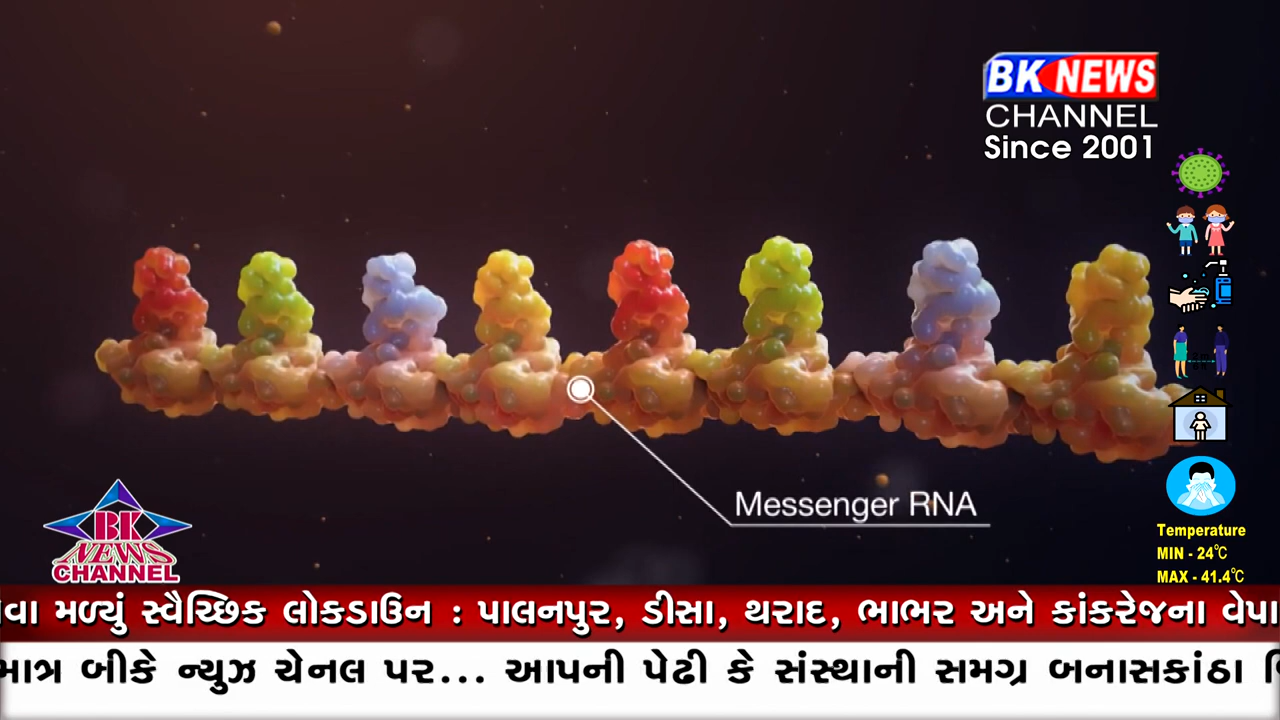 BK NEWS
CHANNEL
Since 2001
Messenger RNA
BK
NEWS
CHANNEL
Temperature
MIN - 24℃
MAX - 41.4℃
મળ્યું સ્વૈચ્છિક લોકડાઉન : પાલનપુર, ડીસા, થરાદ, ભાભર અને કાંકરેજના
માત્ર બીકે ન્યુઝ ચેનલ પર... આપની પેઢી કે સંસ્થાની સમગ્ર બનાસકાંઠા